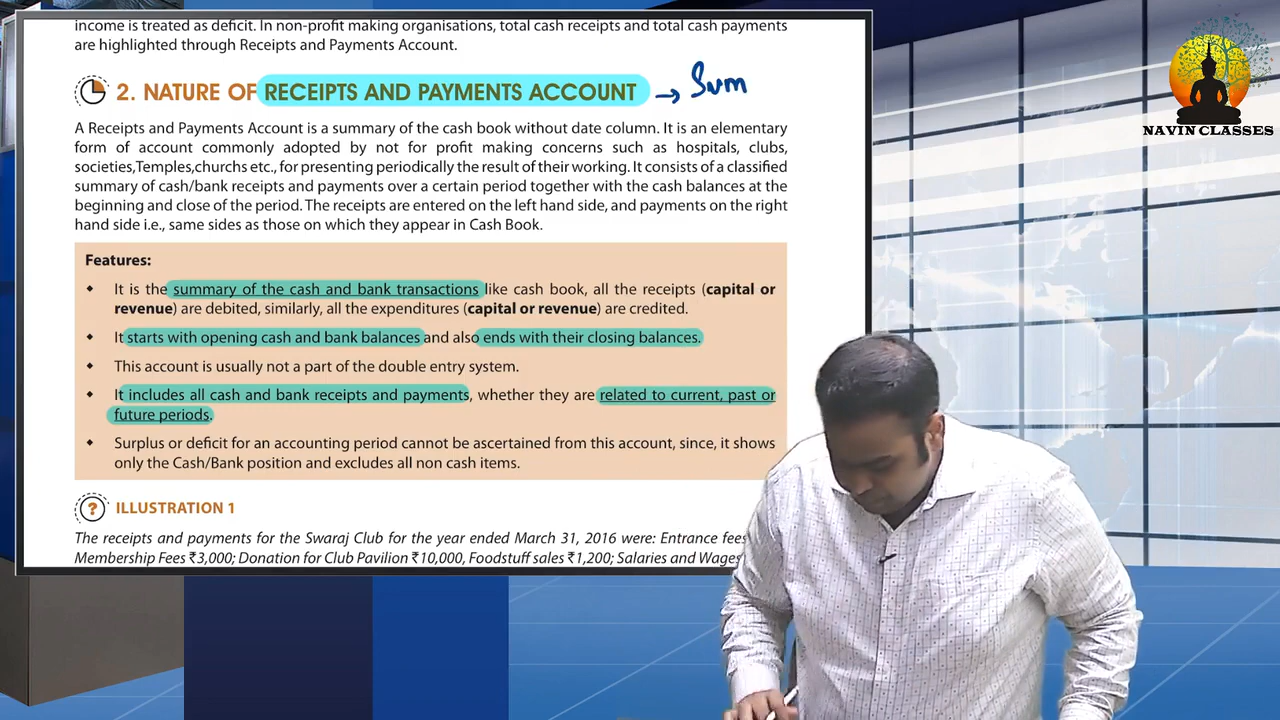 income is treated as deficit. In non-profit making organisations, total cash receipts and total cash payments
are highlighted through Receipts and Payments Account.
2. NATURE OF RECEIPTS AND PAYMENTS ACCOUNT → Sum
A Receipts and Payments Account is a summary of the cash book without date column. It is an elementary
form of account commonly adopted by not for profit making concerns such as hospitals, clubs,
societies,Temples,churchs etc., for presenting periodically the result of their working. It consists of a classified
summary of cash/bank receipts and payments over a certain period together with the cash balances at the
beginning and close of the period. The receipts are entered on the left hand side, and payments on the right
hand side i.e., same sides as those on which they appear in Cash Book.
Features:
◆ It is the summary of the cash and bank transactions like cash book, all the receipts (capital or
revenue) are debited, similarly, all the expenditures (capital or revenue) are credited.
◆ It starts with opening cash and bank balances and also ends with their closing balances.
◆ This account is usually not a part of the double entry system.
◆ It includes all cash and bank receipts and payments, whether they are related to current, past or
future periods.
◆ Surplus or deficit for an accounting period cannot be ascertained from this account, since, it shows
only the Cash/Bank position and excludes all non cash items.
? ILLUSTRATION 1
The receipts and payments for the Swaraj Club for the year ended March 31, 2016 were: Entrance fees
Membership Fees ₹3,000; Donation for Club Pavilion ₹10,000, Foodstuff sales ₹1,200; Salaries and Wages
NAVIN CLASSES